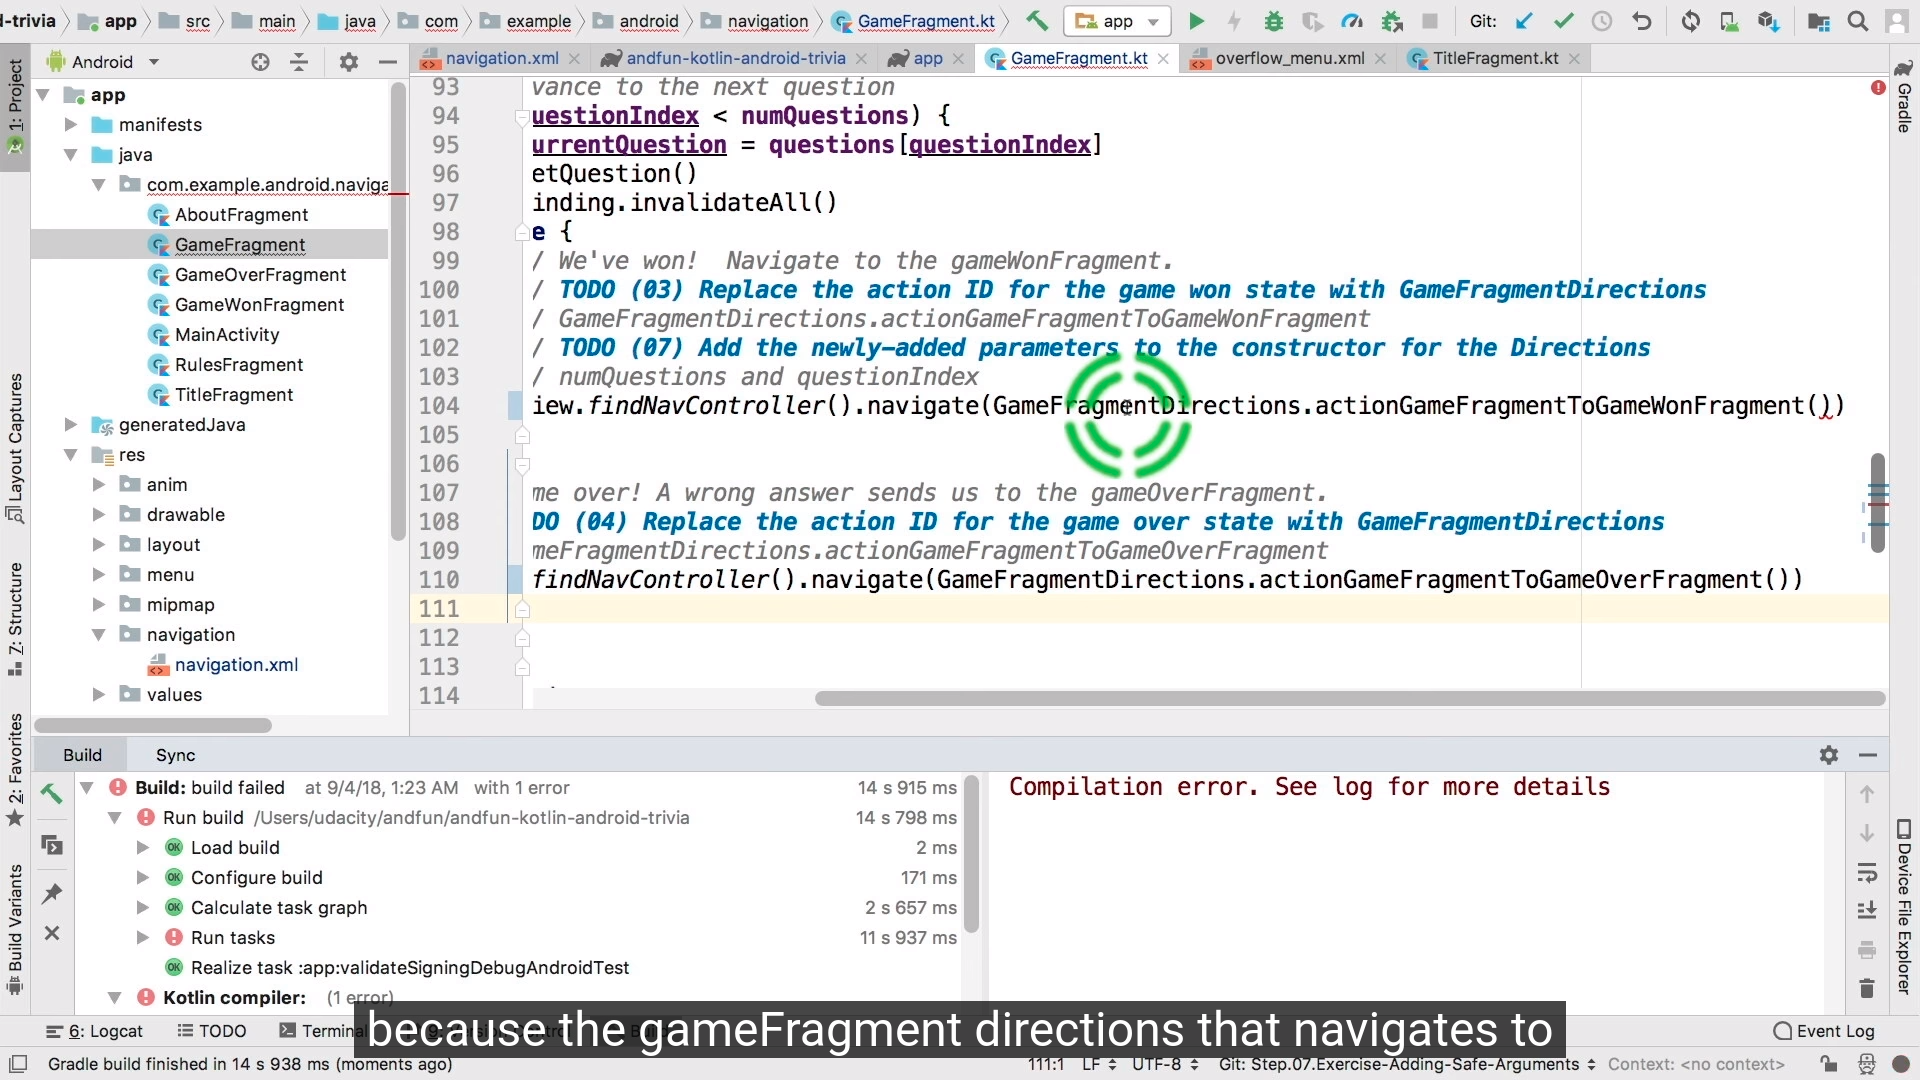 d-trivia app src main java com example android navigation GameFragment.kt app Git:
Android
navigation.xml andfun-kotlin-android-trivia app GameFragment.kt overflow_menu.xml TitleFragment.kt
1: Project
Layout Captures
Z: Structure
2: Favorites
Build Variants
Gradle
Device File Explorer
app
manifests
java
com.example.android.naviga
AboutFragment
GameFragment
GameOverFragment
GameWonFragment
MainActivity
RulesFragment
TitleFragment
generatedJava
res
anim
drawable
layout
menu
mipmap
navigation
navigation.xml
values
93 vance to the next question
94 uestionIndex < numQuestions) {
95 urrentQuestion = questions[questionIndex]
96 etQuestion()
97 inding.invalidateAll()
98 e {
99 / We've won!  Navigate to the gameWonFragment.
100 / TODO (03) Replace the action ID for the game won state with GameFragmentDirections
101 / GameFragmentDirections.actionGameFragmentToGameWonFragment
102 / TODO (07) Add the newly-added parameters to the constructor for the Directions
103 / numQuestions and questionIndex
104 iew.findNavController().navigate(GameFragmentDirections.actionGameFragmentToGameWonFragment())
105
106
107 me over! A wrong answer sends us to the gameOverFragment.
108 DO (04) Replace the action ID for the game over state with GameFragmentDirections
109 meFragmentDirections.actionGameFragmentToGameOverFragment
110 findNavController().navigate(GameFragmentDirections.actionGameFragmentToGameOverFragment())
111
112
113
114
Build Sync
Build: build failed at 9/4/18, 1:23 AM with 1 error 14 s 915 ms
Run build /Users/udacity/andfun/andfun-kotlin-android-trivia 14 s 798 ms
Load build 2 ms
Configure build 171 ms
Calculate task graph 2 s 657 ms
Run tasks 11 s 937 ms
Realize task :app:validateSigningDebugAndroidTest
Kotlin compiler: (1 error)
Compilation error. See log for more details
because the gameFragment directions that navigates to
6: Logcat TODO Terminal Event Log
Gradle build finished in 14 s 938 ms (moments ago) 111:1 LF UTF-8 Git: Step.07.Exercise-Adding-Safe-Arguments Context: <no context>